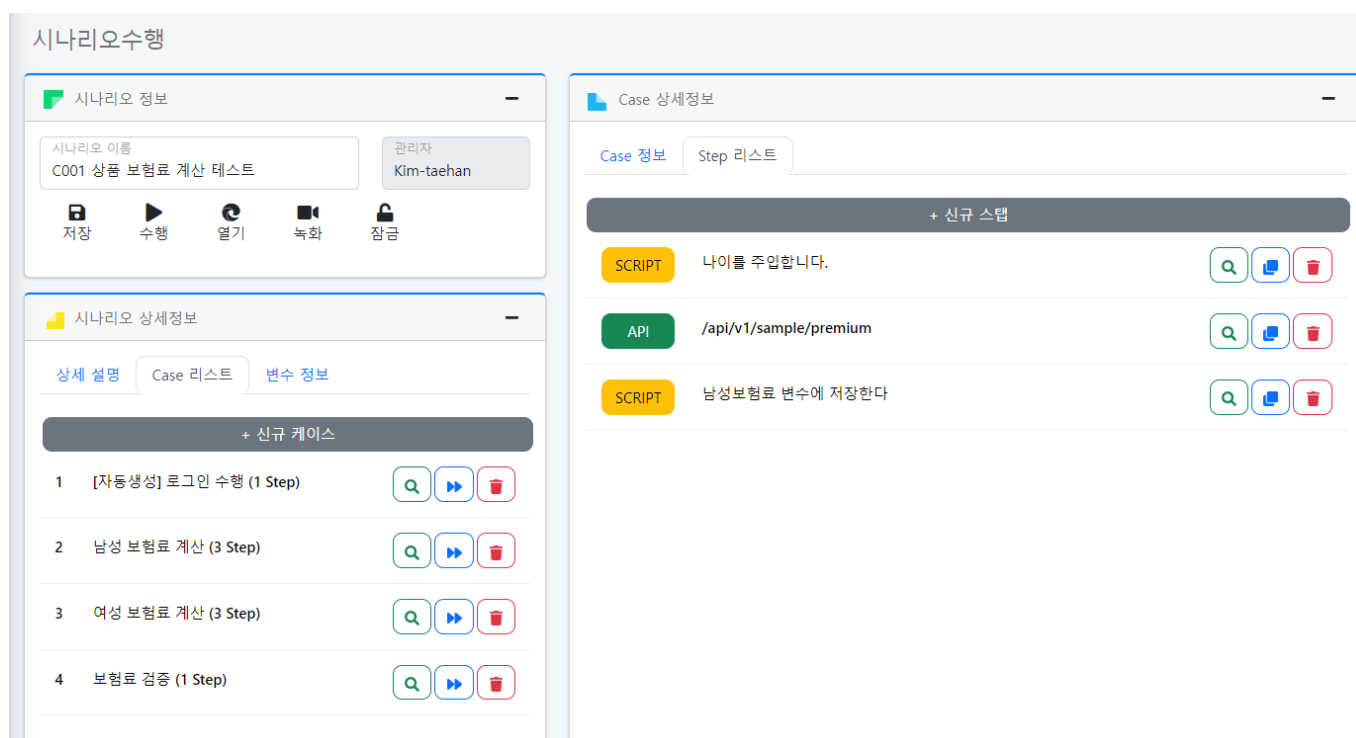 시나리오수행
시나리오 정보
시나리오 이름
C001 상품 보험료 계산 테스트
관리자
Kim-taehan
저장 수행 열기 녹화 잠금
시나리오 상세정보
상세 설명 Case 리스트 변수 정보
+ 신규 케이스
1 [자동생성] 로그인 수행 (1 Step)
2 남성 보험료 계산 (3 Step)
3 여성 보험료 계산 (3 Step)
4 보험료 검증 (1 Step)
Case 상세정보
Case 정보 Step 리스트
+ 신규 스탭
SCRIPT 나이를 주입합니다.
API /api/v1/sample/premium
SCRIPT 남성보험료 변수에 저장한다